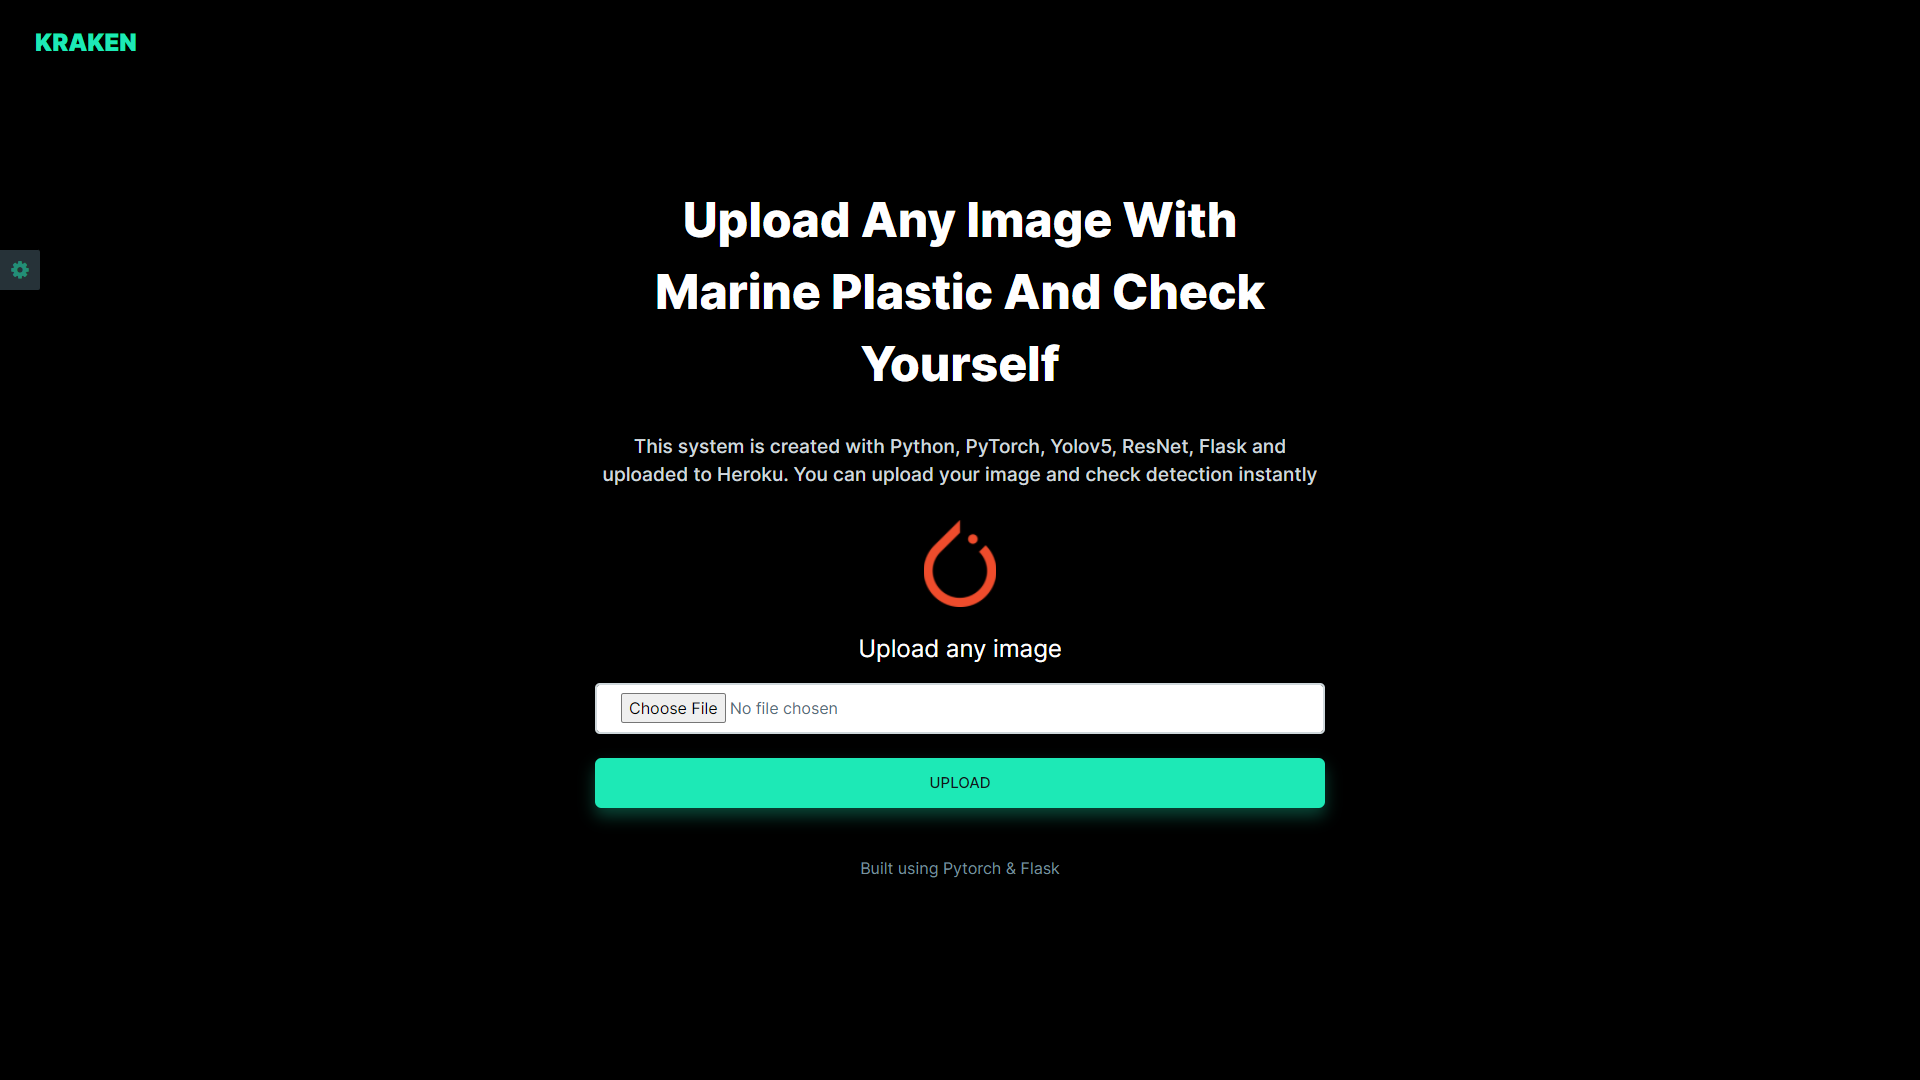 KRAKEN
Upload Any Image With
Marine Plastic And Check
Yourself
This system is created with Python, PyTorch, Yolov5, ResNet, Flask and
uploaded to Heroku. You can upload your image and check detection instantly
Upload any image
Choose File No file chosen
UPLOAD
Built using Pytorch & Flask